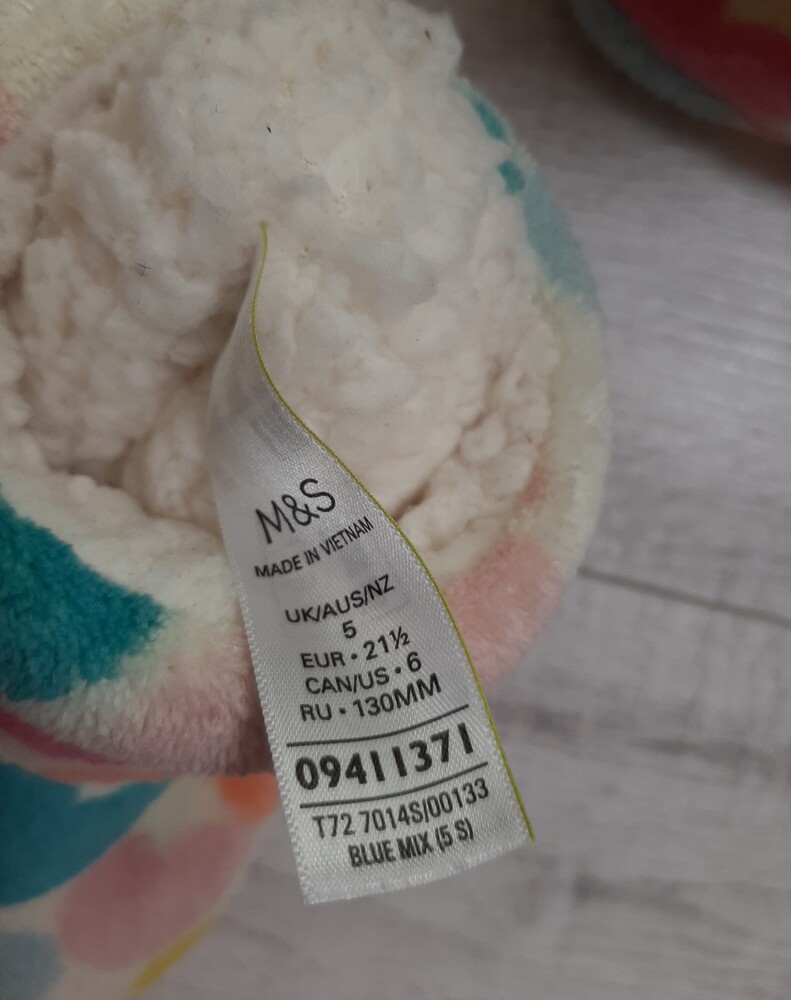 M&S
MADE IN VIETNAM
UK/AUS/NZ
5
EUR • 21½
CAN/US • 6
RU • 130MM
09411371
T72 7014S/00133
BLUE MIX (5 S)